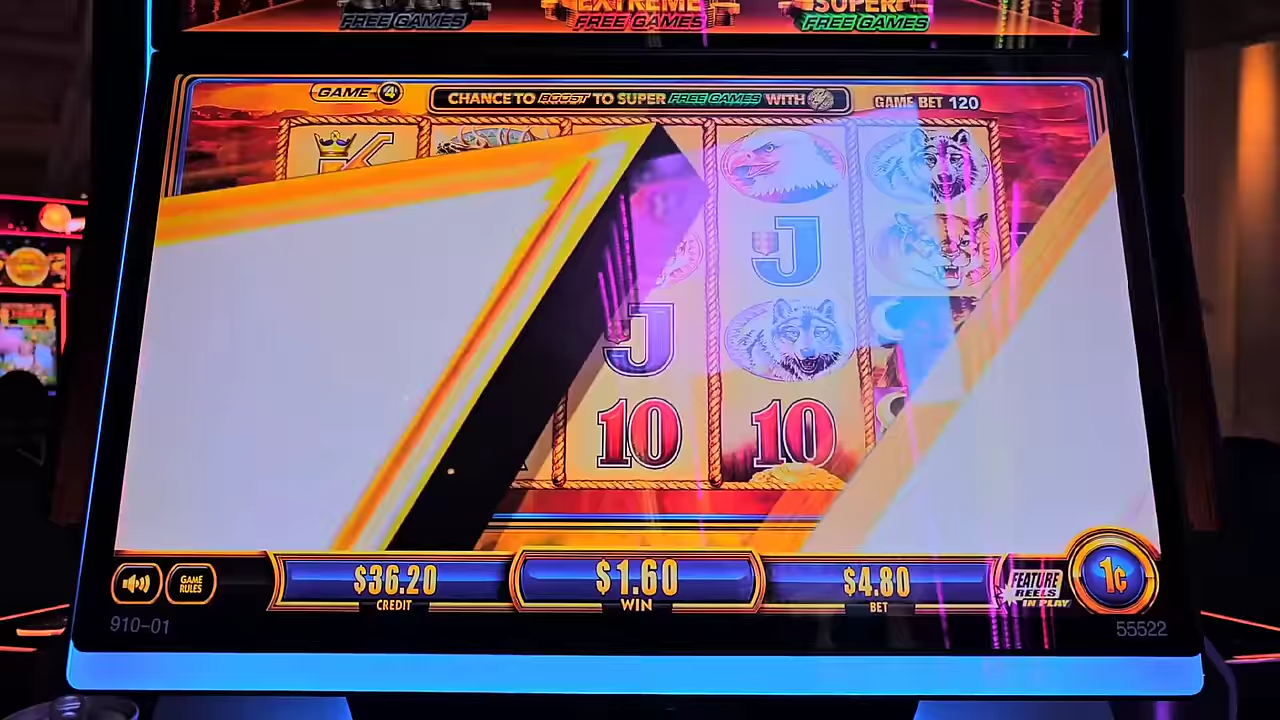 FREE GAMES
EXTREME
FREE GAMES
SUPER
FREE GAMES
GAME 4
CHANCE TO BOOST TO SUPER FREE GAMES WITH
GAME BET 120
K
J
J
10
10
$36.20
CREDIT
$1.60
WIN
$4.80
BET
GAME
RULES
FEATURE
REELS
IN PLAY
1¢
910-01
55522